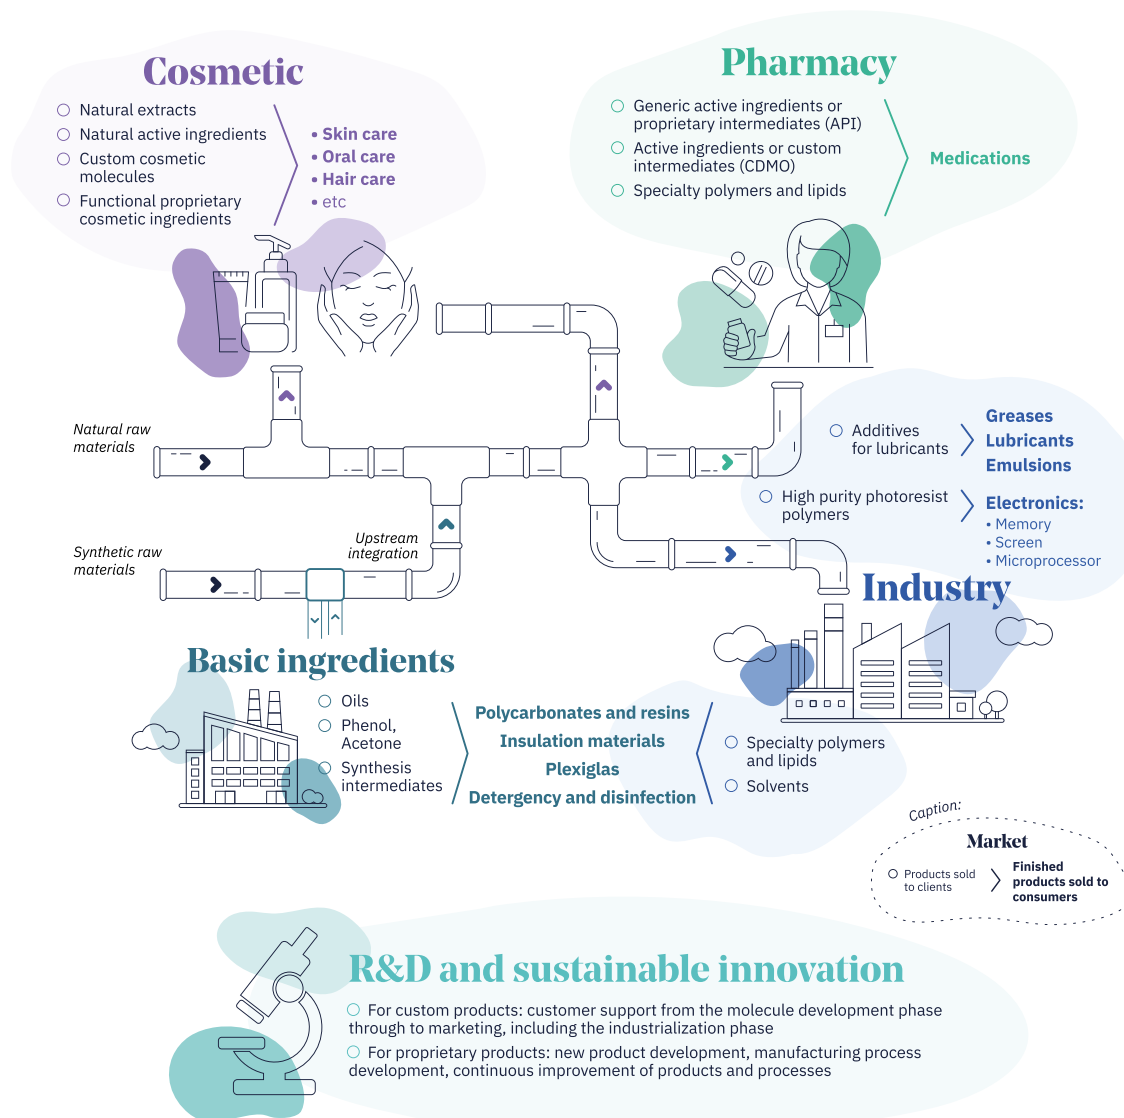 Cosmetic
Natural extracts
Natural active ingredients
Custom cosmetic
molecules
Functional proprietary
cosmetic ingredients
• Skin care
• Oral care
• Hair care
• etc
Pharmacy
Generic active ingredients or
proprietary intermediates (API)
Active ingredients or custom
intermediates (CDMO)
Specialty polymers and lipids
Medications
Natural raw
materials
Synthetic raw
materials
Upstream
integration
Additives
for lubricants
Greases
Lubricants
Emulsions
High purity photoresist
polymers
Electronics:
• Memory
• Screen
• Microprocessor
Industry
Basic ingredients
Oils
Phenol,
Acetone
Synthesis
intermediates
Polycarbonates and resins
Insulation materials
Plexiglas
Detergency and disinfection
Specialty polymers
and lipids
Solvents
Caption:
Market
Products sold
to clients
Finished
products sold to
consumers
R&D and sustainable innovation
For custom products: customer support from the molecule development phase
through to marketing, including the industrialization phase
For proprietary products: new product development, manufacturing process
development, continuous improvement of products and processes